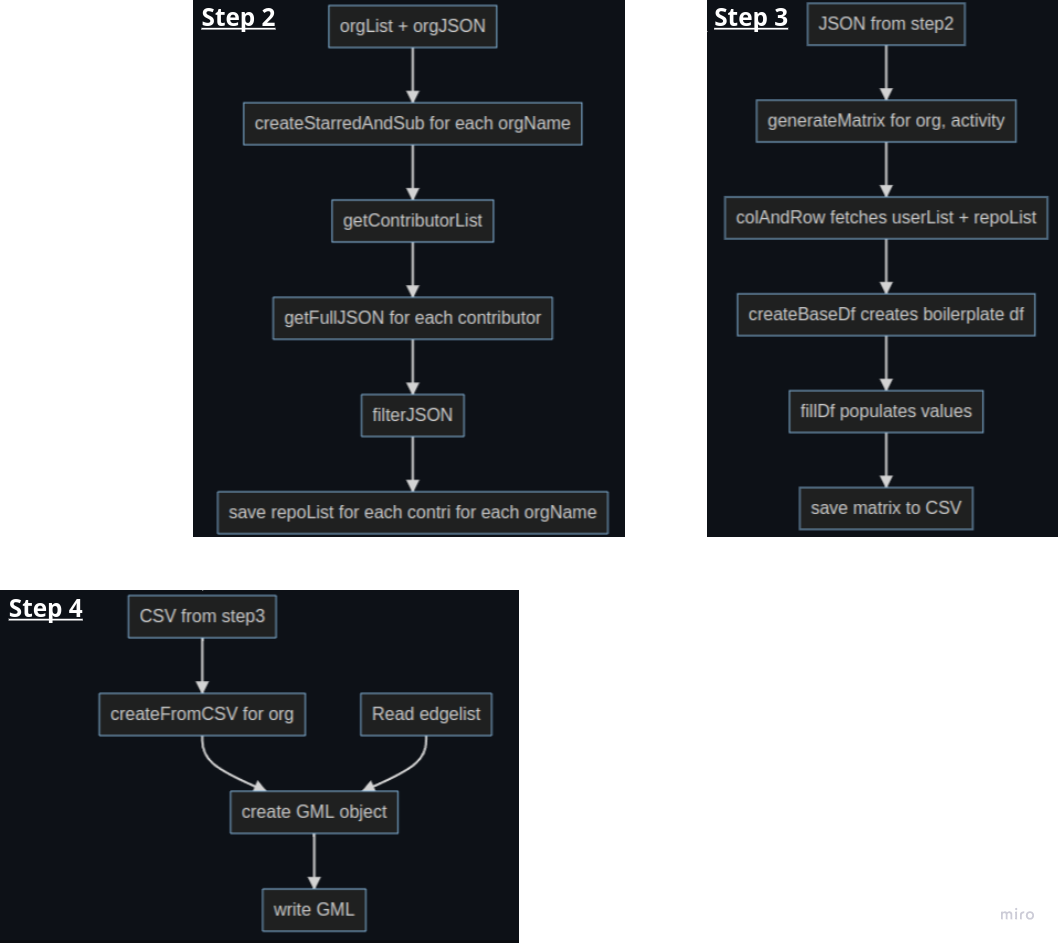 Step 2
orgList + orgJSON
createStarredAndSub for each orgName
getContributorList
getFullJSON for each contributor
filterJSON
save repoList for each contri for each orgName
Step 3
JSON from step2
generateMatrix for org, activity
colAndRow fetches userList + repoList
createBaseDf creates boilerplate df
fillDf populates values
save matrix to CSV
Step 4
CSV from step3
createFromCSV for org
Read edgelist
create GML object
write GML
miro